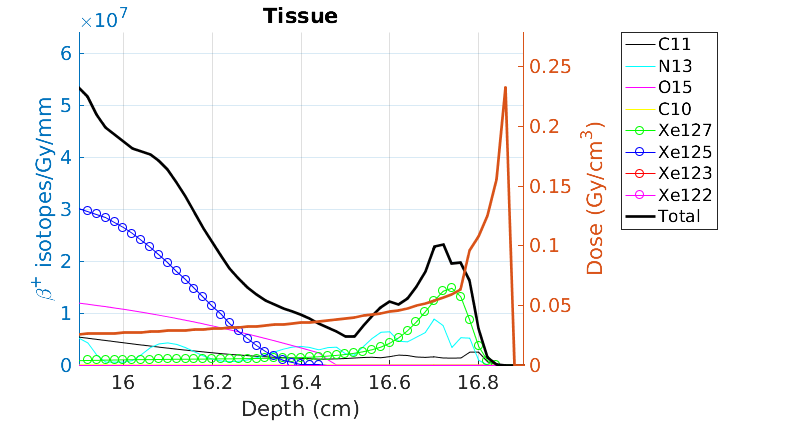 Tissue
×10⁷
6
5
4
3
2
1
0
β⁺ isotopes/Gy/mm
16
16.2
16.4
16.6
16.8
Depth (cm)
0.25
0.2
0.15
0.1
0.05
0
Dose (Gy/cm³)
C11
N13
O15
C10
Xe127
Xe125
Xe123
Xe122
Total